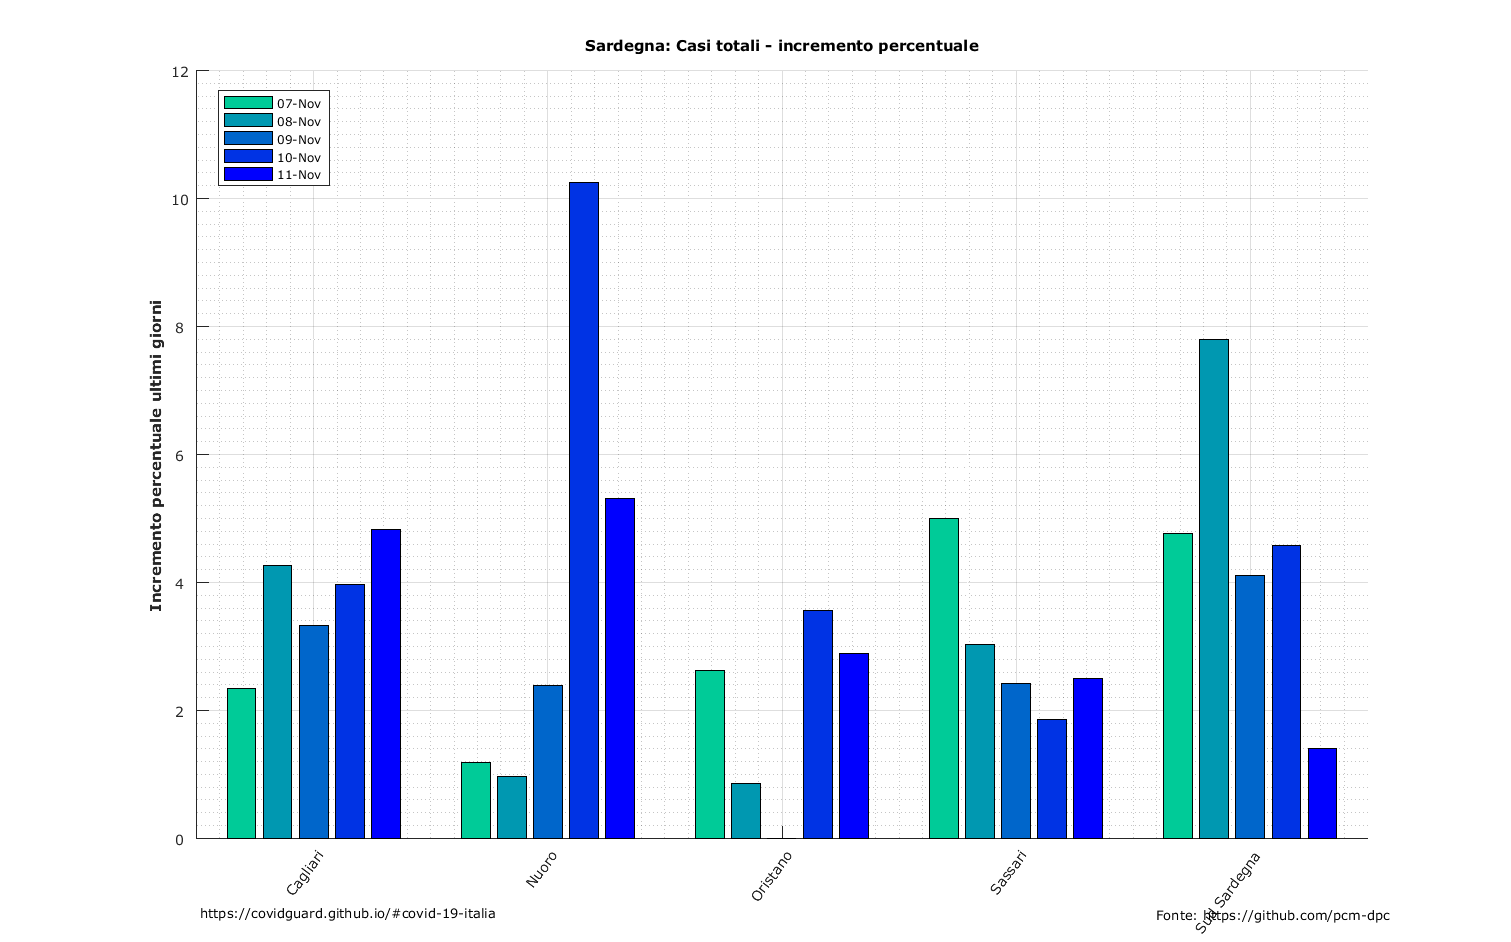 Sardegna: Casi totali - incremento percentuale
12
10
8
6
4
2
0
Incremento percentuale ultimi giorni
07-Nov
08-Nov
09-Nov
10-Nov
11-Nov
Cagliari
Nuoro
Oristano
Sassari
Sud Sardegna
https://covidguard.github.io/#covid-19-italia
Fonte: https://github.com/pcm-dpc